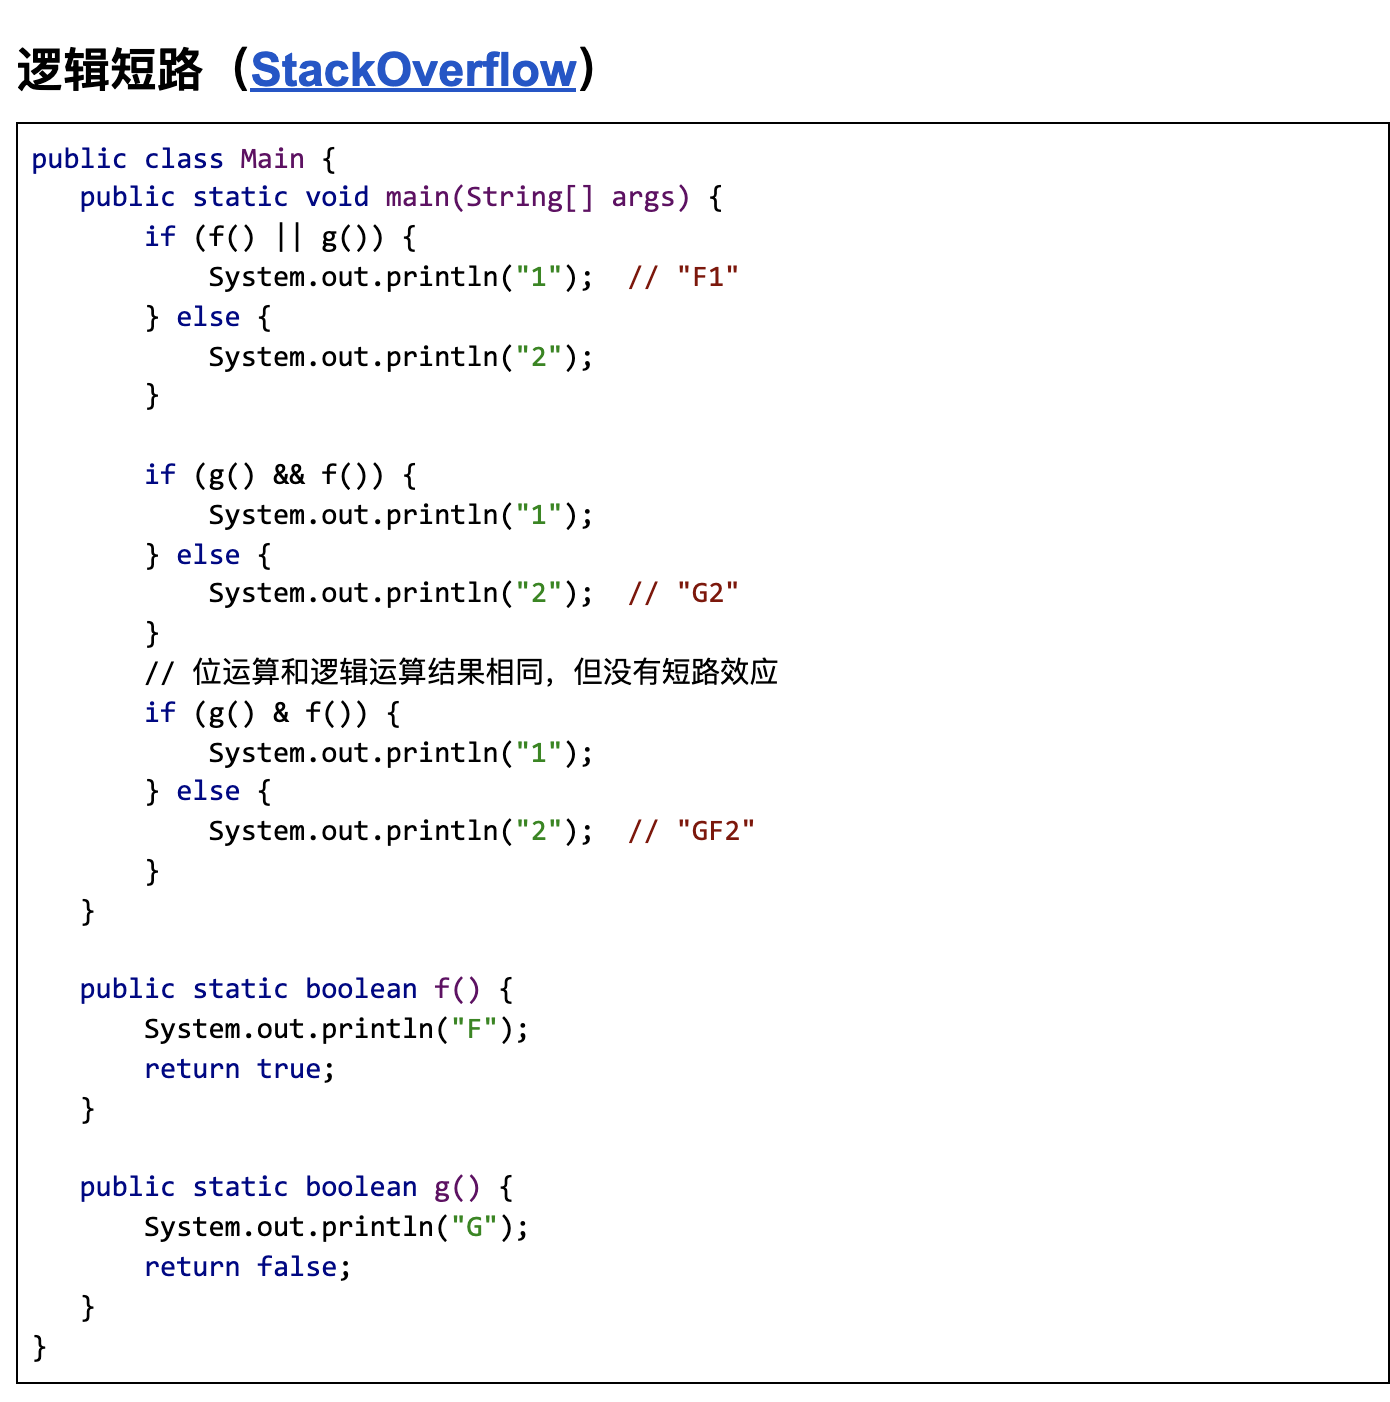 逻辑短路（StackOverflow）
public class Main {
   public static void main(String[] args) {
       if (f() || g()) {
           System.out.println("1");  // "F1"
       } else {
           System.out.println("2");
       }

       if (g() && f()) {
           System.out.println("1");
       } else {
           System.out.println("2");  // "G2"
       }
       // 位运算和逻辑运算结果相同，但没有短路效应
       if (g() & f()) {
           System.out.println("1");
       } else {
           System.out.println("2");  // "GF2"
       }
   }

   public static boolean f() {
       System.out.println("F");
       return true;
   }

   public static boolean g() {
       System.out.println("G");
       return false;
   }
}